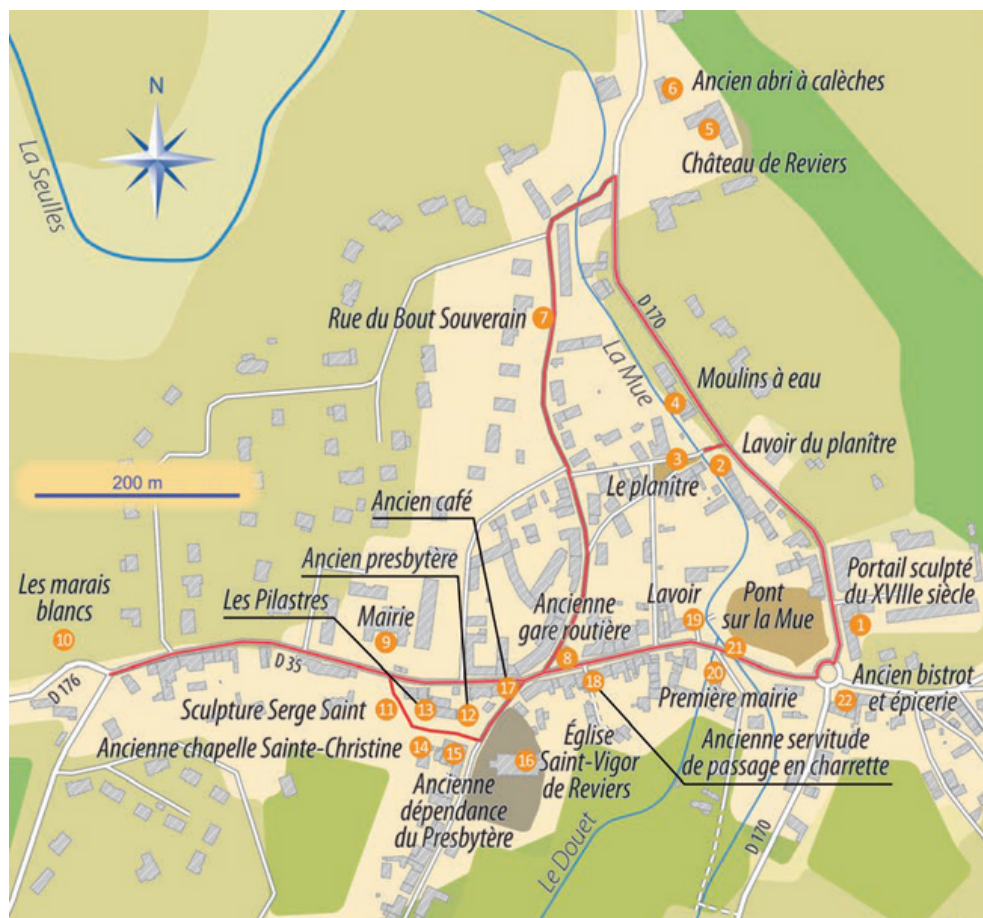 N
La Seulles
6
Ancien abri à calèches
5
Château de Reviers
7
Rue du Bout Souverain
D 170
La Mue
Moulins à eau
4
Lavoir du planître
3
2
Le planître
200 m
Ancien café
Ancien presbytère
Les Pilastres
Les marais
blancs
10
Mairie
9
Ancienne
gare routière
8
Lavoir
19
Pont
sur la Mue
21
Portail sculpté
du XVIIIe siècle
1
D 176
D 35
17
18
20
Première mairie
22
Ancien bistrot
et épicerie
Sculpture Serge Saint
11
13
12
Ancienne chapelle Sainte-Christine
14
15
16
Église
Saint-Vigor
de Reviers
Ancienne servitude
de passage en charrette
Ancienne
dépendance
du Presbytère
Le Douet
D 170